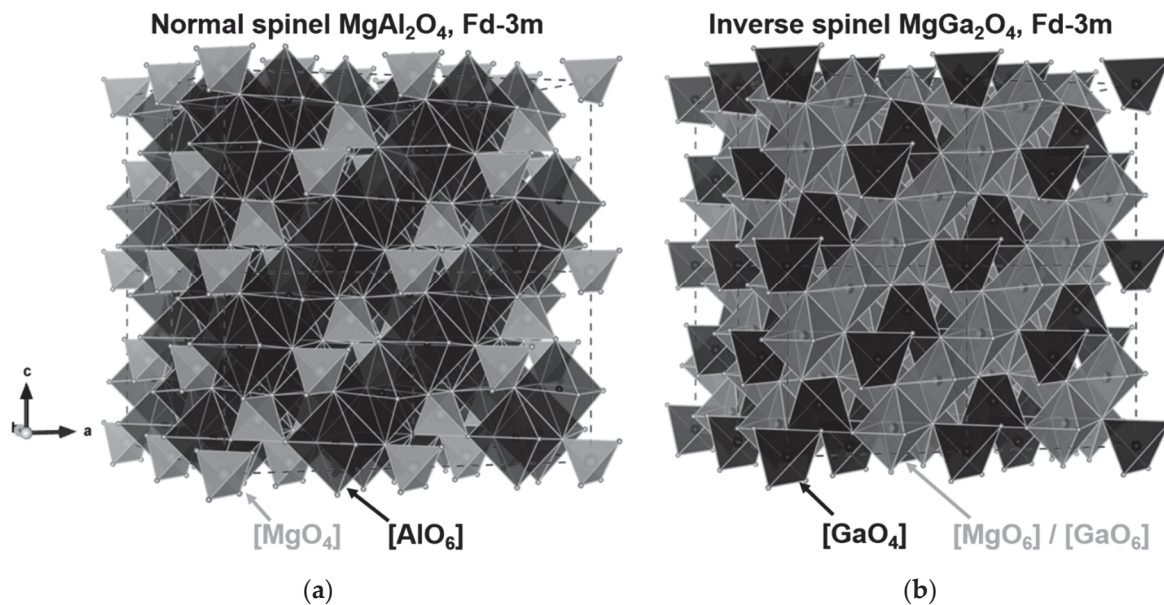 Normal spinel MgAl₂O₄, Fd-3m
Inverse spinel MgGa₂O₄, Fd-3m
c
b
a
[MgO₄]
[AlO₆]
[GaO₄]
[MgO₆] / [GaO₆]
(a)
(b)